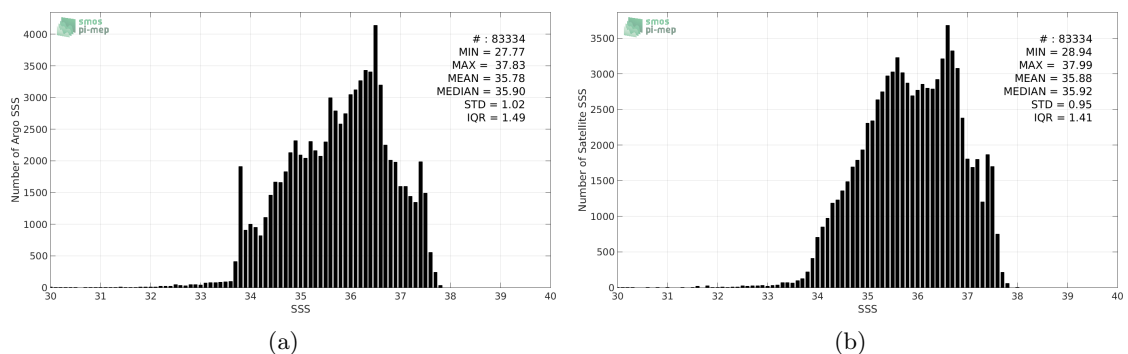 smos
pi-mep
# : 83334
MIN = 27.77
MAX = 37.83
MEAN = 35.78
MEDIAN = 35.90
STD = 1.02
IQR = 1.49
Number of Argo SSS
4000
3500
3000
2500
2000
1500
1000
500
0
30 31 32 33 34 35 36 37 38 39 40
SSS
(a)
smos
pi-mep
# : 83334
MIN = 28.94
MAX = 37.99
MEAN = 35.88
MEDIAN = 35.92
STD = 0.95
IQR = 1.41
Number of Satellite SSS
3500
3000
2500
2000
1500
1000
500
0
30 31 32 33 34 35 36 37 38 39 40
SSS
(b)